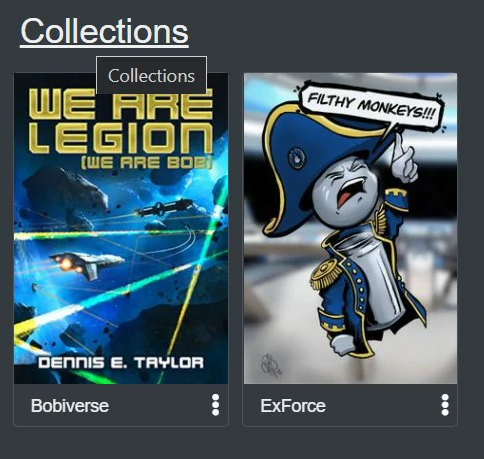 Collections
Collections
WE ARE
LEGION
(WE ARE BOB)
FILTHY MONKEYS!!!
DENNIS E. TAYLOR
Bobiverse
ExForce